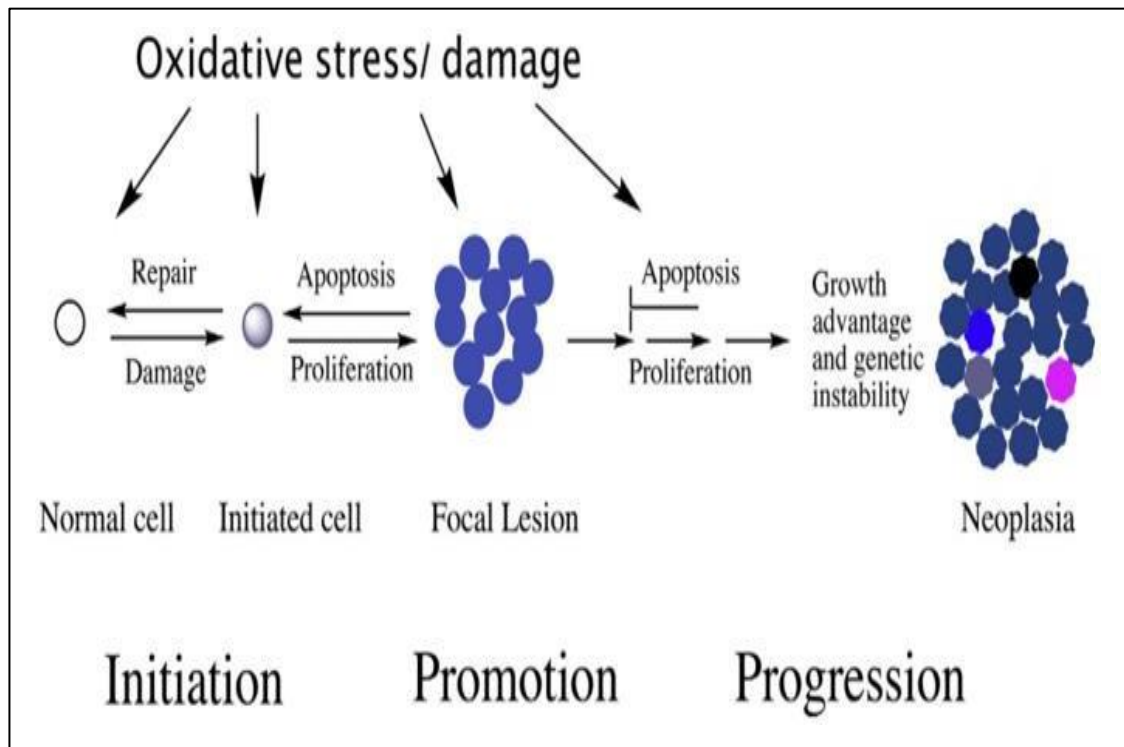 Oxidative stress/ damage
Repair
Damage
Apoptosis
Proliferation
Apoptosis
Proliferation
Growth
advantage
and genetic
instability
Normal cell
Initiated cell
Focal Lesion
Neoplasia
Initiation
Promotion
Progression